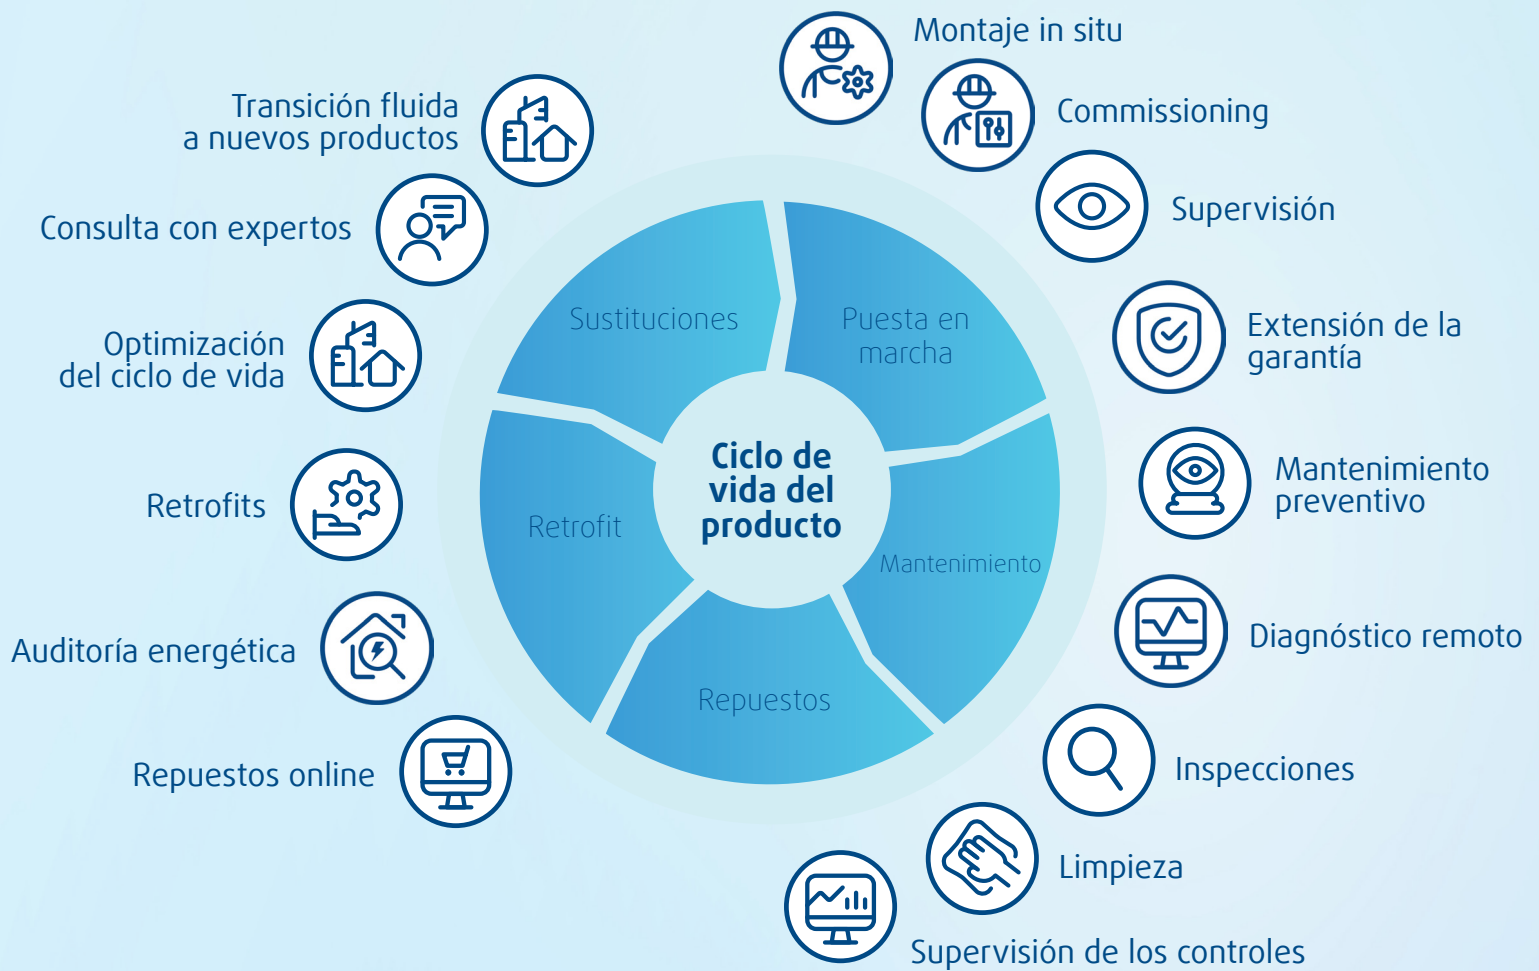 Montaje in situ
Commissioning
Supervisión
Extensión de la
garantía
Mantenimiento
preventivo
Diagnóstico remoto
Inspecciones
Limpieza
Supervisión de los controles
Repuestos online
Auditoría energética
Retrofits
Optimización
del ciclo de vida
Consulta con expertos
Transición fluida
a nuevos productos
Puesta en
marcha
Mantenimiento
Repuestos
Retrofit
Sustituciones
Ciclo de
vida del
producto